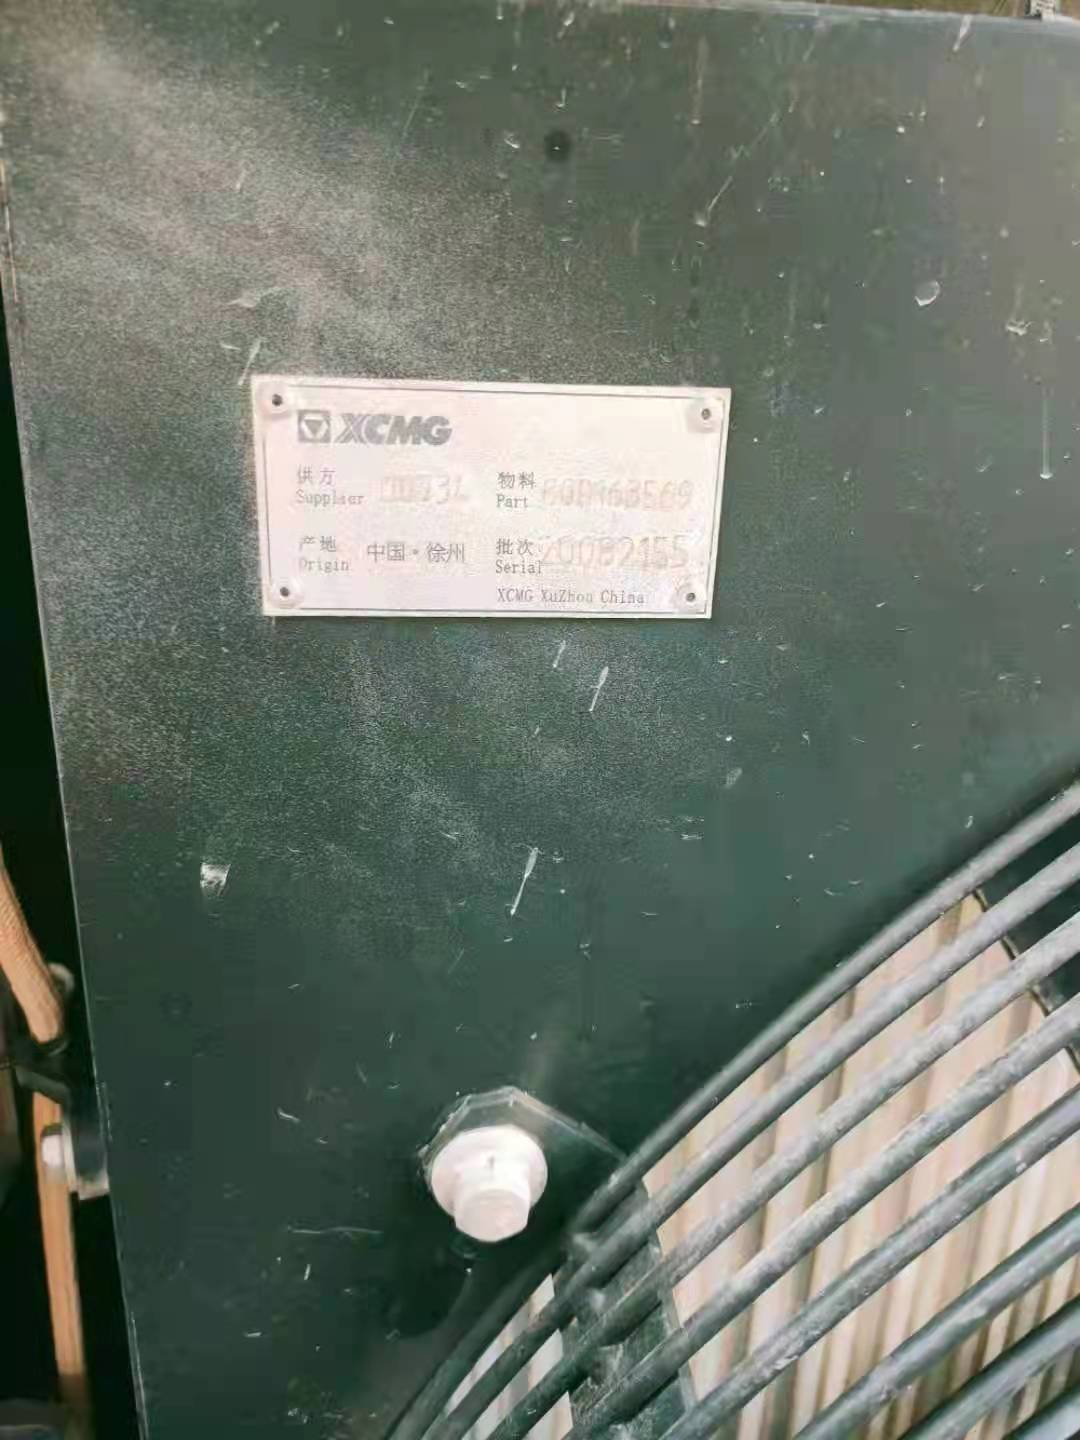 XCMG
供方 物料
Supplier Part
产地 中国·徐州 批次
Origin Serial
XCMG XuZhou China